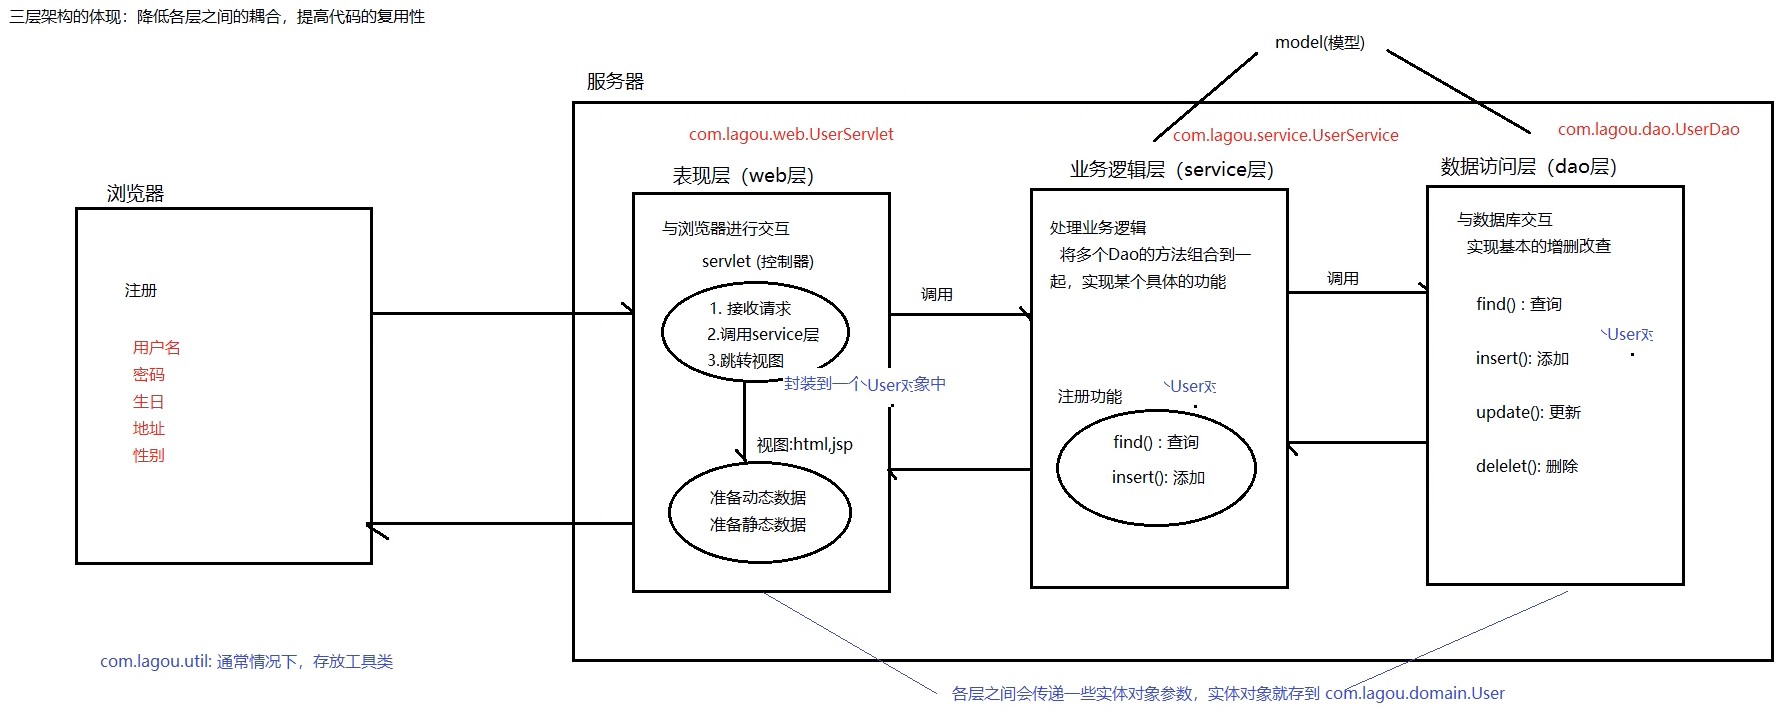 三层架构的体现：降低各层之间的耦合，提高代码的复用性
model(模型)
服务器
com.lagou.web.UserServlet
com.lagou.service.UserService
com.lagou.dao.UserDao
浏览器
注册
用户名
密码
生日
地址
性别
表现层（web层）
与浏览器进行交互
servlet (控制器)
1. 接收请求
2.调用service层
3.跳转视图
封装到一个User对象中
视图:html,jsp
准备动态数据
准备静态数据
调用
业务逻辑层（service层）
处理业务逻辑
将多个Dao的方法组合到一
起，实现某个具体的功能
User对
注册功能
find() : 查询
insert(): 添加
调用
数据访问层（dao层）
与数据库交互
实现基本的增删改查
find() : 查询
User对
insert(): 添加
update(): 更新
delelet(): 删除
com.lagou.util: 通常情况下，存放工具类
各层之间会传递一些实体对象参数，实体对象就存到 com.lagou.domain.User